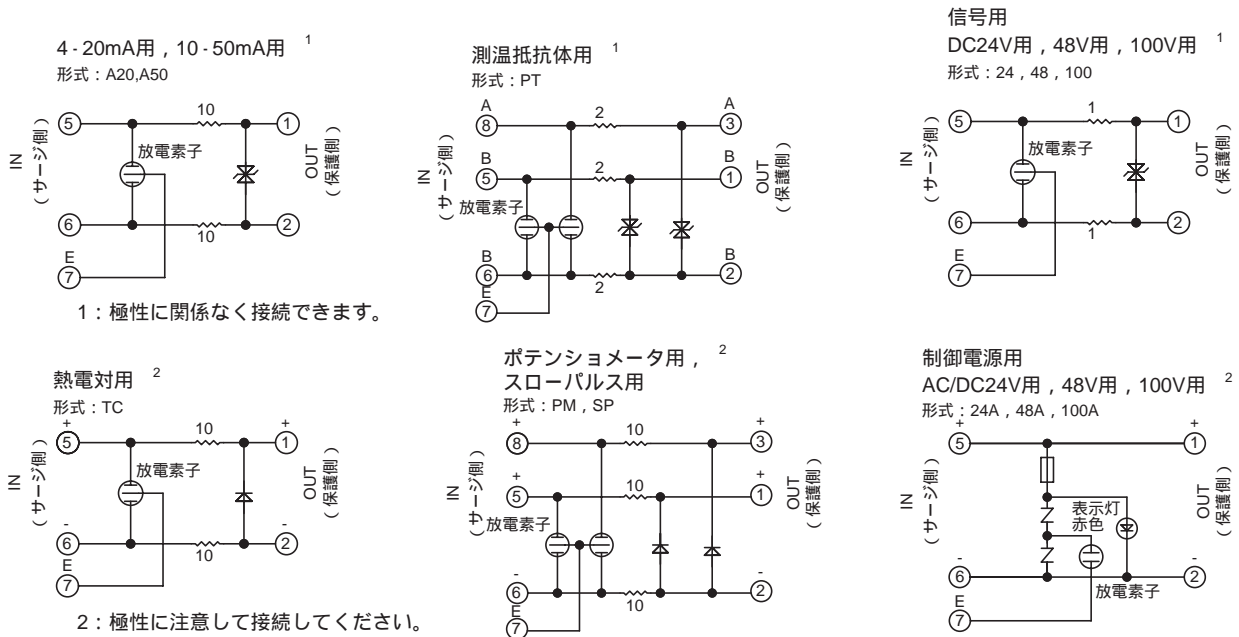 4 - 20mA用 , 10 - 50mA用 1
形式 : A20,A50
IN
( サージ側 )
5
10
1
放電素子
OUT
( 保護側 )
6
10
2
E
7
測温抵抗体用 1
形式 : PT
IN
( サージ側 )
A
8
2
A
3
B
5
2
B
1
放電素子
OUT
( 保護側 )
B
6
2
B
2
E
7
信号用
DC24V用 , 48V用 , 100V用 1
形式 : 24 , 48 , 100
IN
( サージ側 )
5
1
1
放電素子
OUT
( 保護側 )
6
1
2
E
7
1 : 極性に関係なく接続できます。
熱電対用 2
形式 : TC
IN
( サージ側 )
+
5
10
+
1
放電素子
OUT
( 保護側 )
-
6
10
-
2
E
7
ポテンショメータ用 , 2
スローパルス用
形式 : PM , SP
IN
( サージ側 )
+
8
10
+
3
+
5
10
+
1
放電素子
OUT
( 保護側 )
-
6
10
-
2
E
7
制御電源用
AC/DC24V用 , 48V用 , 100V用 2
形式 : 24A , 48A , 100A
IN
( サージ側 )
+
5
+
1
表示灯
赤色
OUT
( 保護側 )
-
6
-
2
放電素子
E
7
2 : 極性に注意して接続してください。